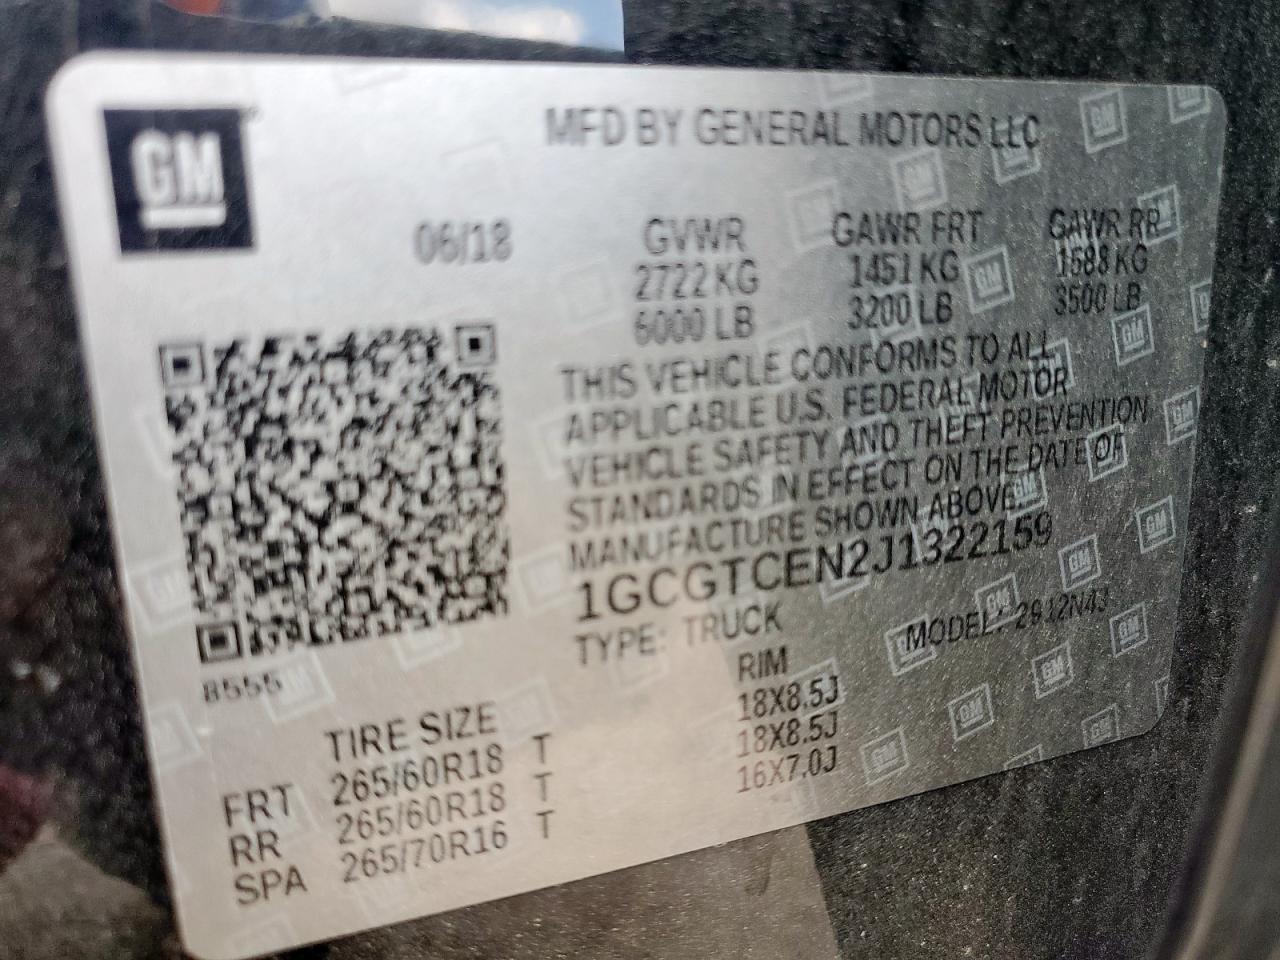 GM
MFD BY GENERAL MOTORS LLC
06/18
GVWR GAWR FRT GAWR RR
2722 KG 1451 KG 1588 KG
6000 LB 3200 LB 3500 LB
THIS VEHICLE CONFORMS TO ALL
APPLICABLE U.S. FEDERAL MOTOR
VEHICLE SAFETY AND THEFT PREVENTION
STANDARDS IN EFFECT ON THE DATE OF
MANUFACTURE SHOWN ABOVE.
1GCGTCEN2J1322159
TYPE: TRUCK MODEL: 2912N43
8555
TIRE SIZE RIM
FRT 265/60R18 T 18X8.5J
RR 265/60R18 T 18X8.5J
SPA 265/70R16 T 16X7.0J